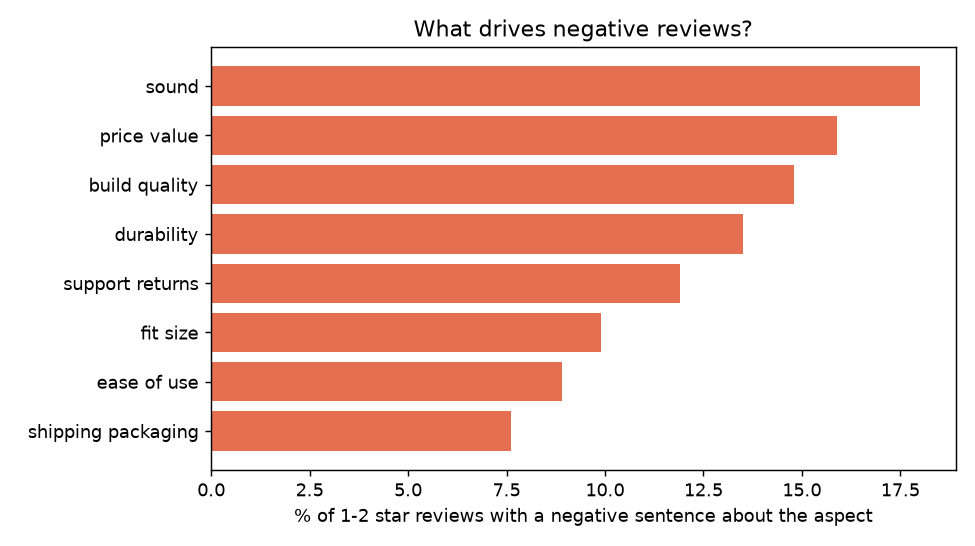 What drives negative reviews?
sound
price value
build quality
durability
support returns
fit size
ease of use
shipping packaging
0.0 2.5 5.0 7.5 10.0 12.5 15.0 17.5
% of 1-2 star reviews with a negative sentence about the aspect